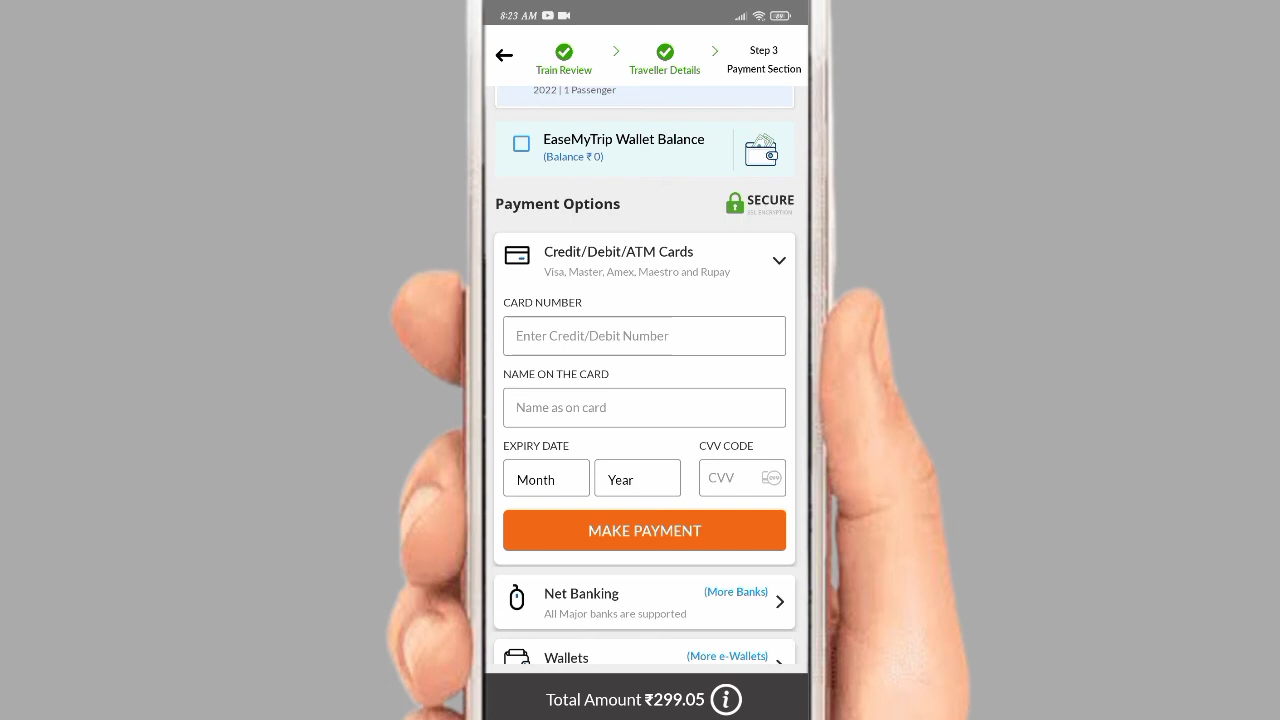 8:23 AM
89
Train Review
Traveller Details
Step 3
Payment Section
2022 | 1 Passenger
EaseMyTrip Wallet Balance
(Balance ₹ 0)
Payment Options
SECURE
SSL ENCRYPTION
Credit/Debit/ATM Cards
Visa, Master, Amex, Maestro and Rupay
CARD NUMBER
Enter Credit/Debit Number
NAME ON THE CARD
Name as on card
EXPIRY DATE
CVV CODE
Month
Year
CVV
MAKE PAYMENT
Net Banking
(More Banks)
All Major banks are supported
Wallets
(More e-Wallets)
Total Amount ₹299.05